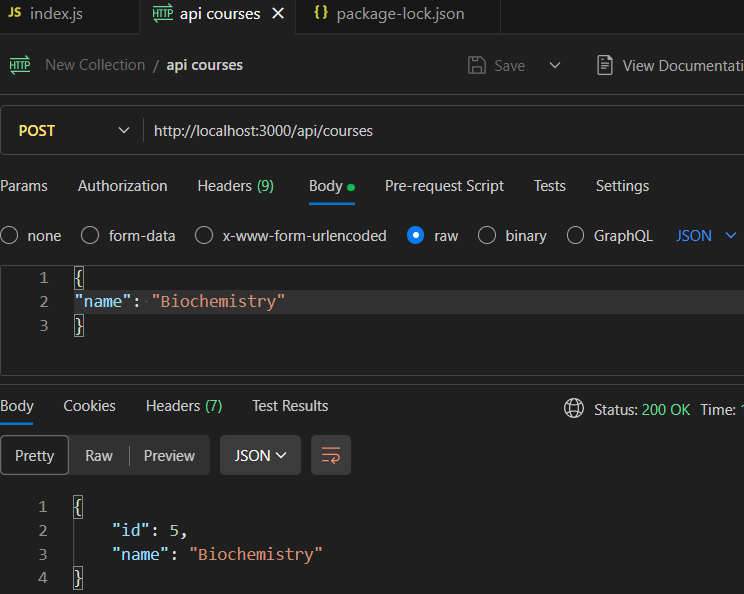 JS index.js HTTP api courses {} package-lock.json
HTTP New Collection / api courses Save View Documentati
POST http://localhost:3000/api/courses
Params Authorization Headers (9) Body Pre-request Script Tests Settings
none form-data x-www-form-urlencoded raw binary GraphQL JSON
1 {
2 "name": "Biochemistry"
3 }
Body Cookies Headers (7) Test Results Status: 200 OK Time: 1
Pretty Raw Preview JSON
1 {
2 "id": 5,
3 "name": "Biochemistry"
4 }